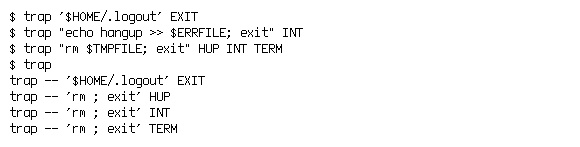 $ trap '$HOME/.logout' EXIT
$ trap "echo hangup >> $ERRFILE; exit" INT
$ trap "rm $TMPFILE; exit" HUP INT TERM
$ trap
trap -- '$HOME/.logout' EXIT
trap -- 'rm ; exit' HUP
trap -- 'rm ; exit' INT
trap -- 'rm ; exit' TERM